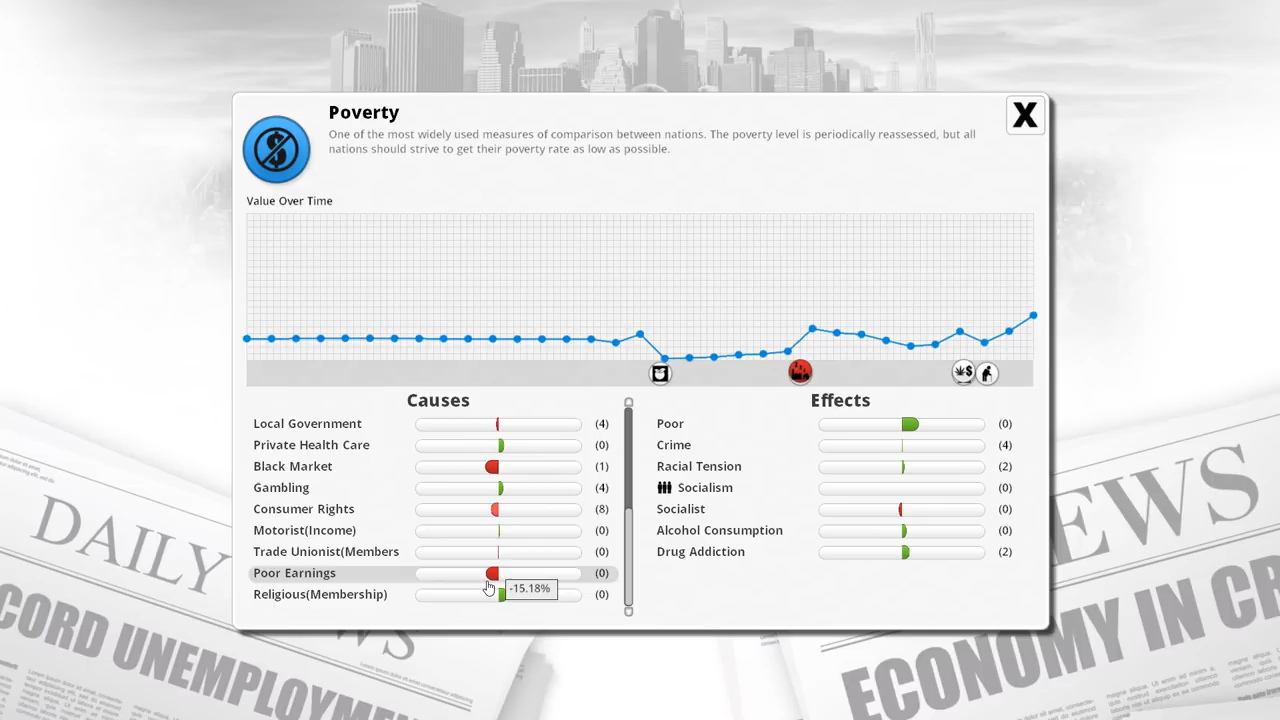 Poverty
One of the most widely used measures of comparison between nations. The poverty level is periodically reassessed, but all
nations should strive to get their poverty rate as low as possible.
X
Value Over Time
Causes
Local Government (4)
Private Health Care (0)
Black Market (1)
Gambling (4)
Consumer Rights (8)
Motorist(Income) (0)
Trade Unionist(Members (0)
Poor Earnings (0)
-15.18%
Religious(Membership) (0)
Effects
Poor (0)
Crime (4)
Racial Tension (2)
Socialism (0)
Socialist (0)
Alcohol Consumption (0)
Drug Addiction (2)
DAILY
NEWS
CORD UNEMPLOYME
EWS
ECONOMY IN CR